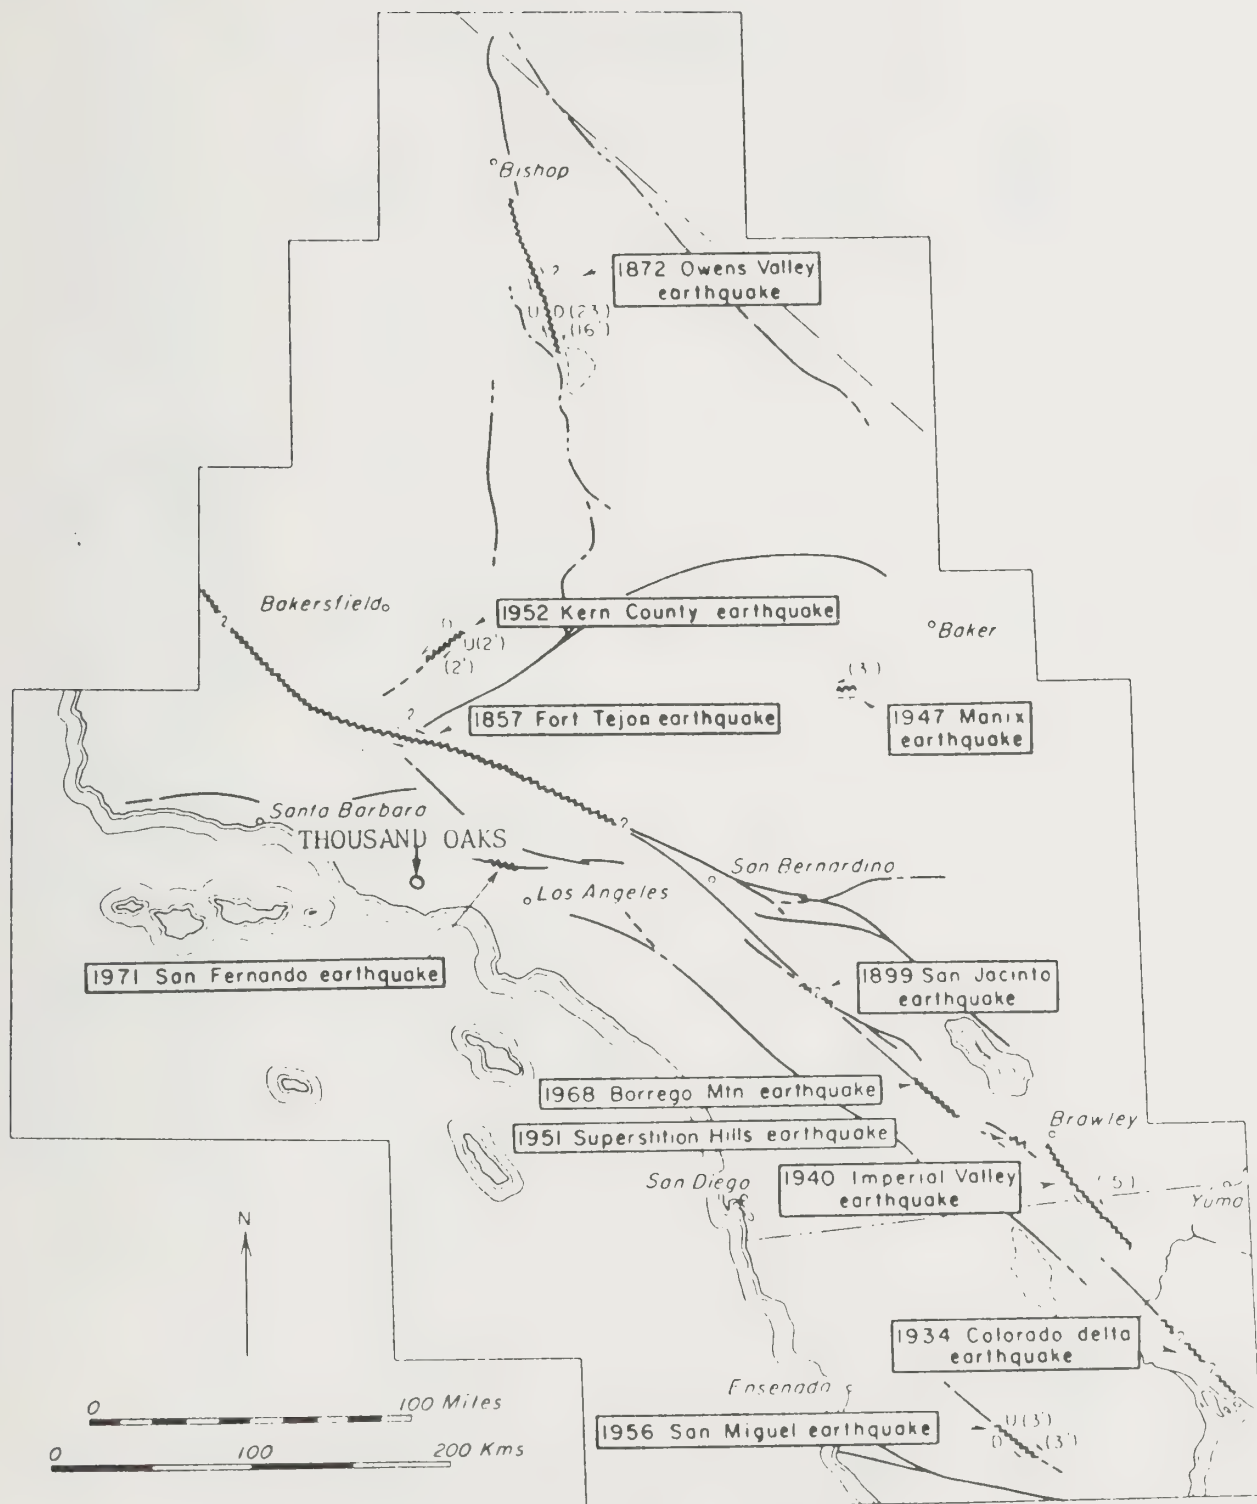 Bishop
?
1872 Owens Valley
earthquake
U D(23')
(16')
Bakersfield
?
1952 Kern County earthquake
D
U(2')
(2')
Baker
(3')
?
1857 Fort Tejon earthquake
1947 Manix
earthquake
Santa Barbara
?
THOUSAND OAKS
San Bernardino
Los Angeles
1971 San Fernando earthquake
1899 San Jacinto
earthquake
?
1968 Borrego Mtn earthquake
Brawley
1951 Superstition Hills earthquake
San Diego
1940 Imperial Valley
earthquake
Yuma
N
1934 Colorado delta
earthquake
?
Ensenada
0 100 Miles
U(3')
1956 San Miguel earthquake
D (3')
0 100 200 Kms